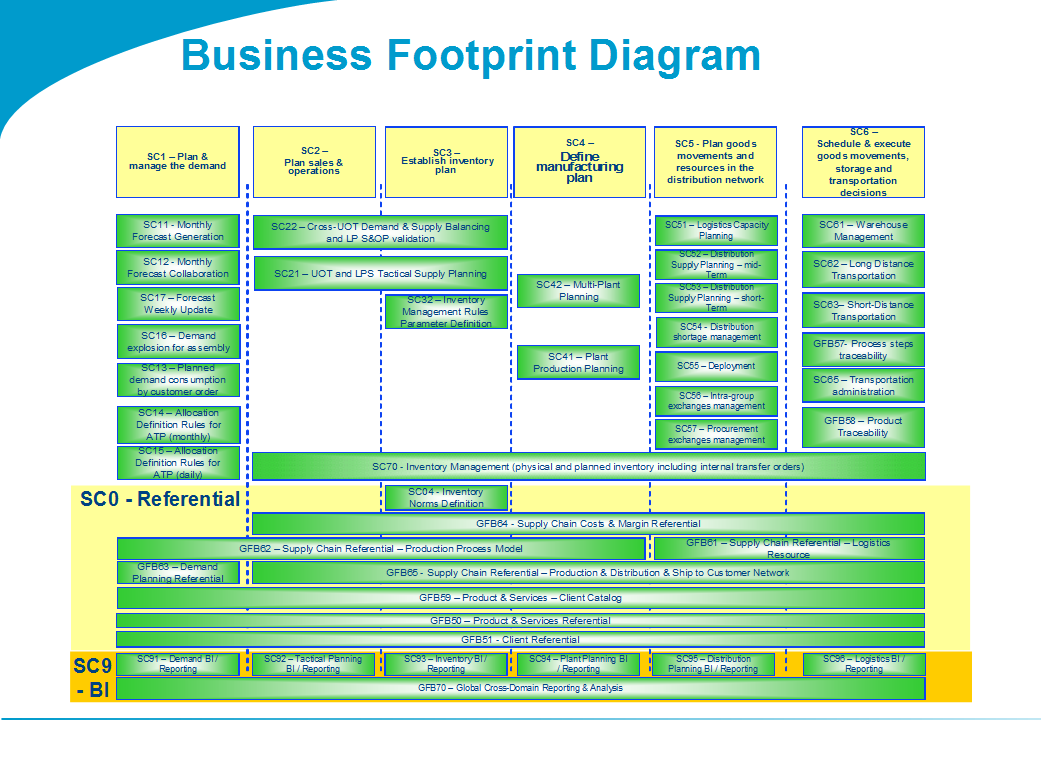 Business Footprint Diagram
SC1 – Plan &
manage the demand
SC2 –
Plan sales &
operations
SC3 –
Establish inventory
plan
SC4 –
Define
manufacturing
plan
SC5 - Plan goods
movements and
resources in the
distribution network
SC6 –
Schedule & execute
goods movements,
storage and
transportation
decisions
SC11 - Monthly
Forecast Generation
SC12 - Monthly
Forecast Collaboration
SC17 – Forecast
Weekly Update
SC16 – Demand
explosion for assembly
SC13 – Planned
demand consumption
by customer order
SC14 – Allocation
Definition Rules for
ATP (monthly)
SC15 – Allocation
Definition Rules for
ATP (daily)
SC22 – Cross-UOT Demand & Supply Balancing
and LP S&OP validation
SC21 – UOT and LPS Tactical Supply Planning
SC32 – Inventory
Management Rules
Parameter Definition
SC42 – Multi-Plant
Planning
SC41 – Plant
Production Planning
SC51 – Logistics Capacity
Planning
SC52 – Distribution
Supply Planning – mid-
Term
SC53 – Distribution
Supply Planning – short-
Term
SC54 - Distribution
shortage management
SC55 – Deployment
SC56 – Intra-group
exchanges management
SC57 – Procurement
exchanges management
SC61 – Warehouse
Management
SC62 – Long Distance
Transportation
SC63– Short-Distance
Transportation
GFB57- Process steps
traceability
SC65 – Transportation
administration
GFB58 – Product
Traceability
SC70 - Inventory Management (physical and planned inventory including internal transfer orders)
SC0 - Referential
SC04 - Inventory
Norms Definition
GFB64 - Supply Chain Costs & Margin Referential
GFB62 – Supply Chain Referential – Production Process Model
GFB61 – Supply Chain Referential – Logistics
Resource
GFB63 – Demand
Planning Referential
GFB65 - Supply Chain Referential – Production & Distribution & Ship to Customer Network
GFB59 – Product & Services – Client Catalog
GFB50 – Product & Services Referential
GFB51 - Client Referential
SC9
- BI
SC91 – Demand BI /
Reporting
SC92 – Tactical Planning
BI / Reporting
SC93 – Inventory BI /
Reporting
SC94 – Plant Planning BI
/ Reporting
SC95 – Distribution
Planning BI / Reporting
SC96 – Logistics BI /
Reporting
GFB70 – Global Cross-Domain Reporting & Analysis